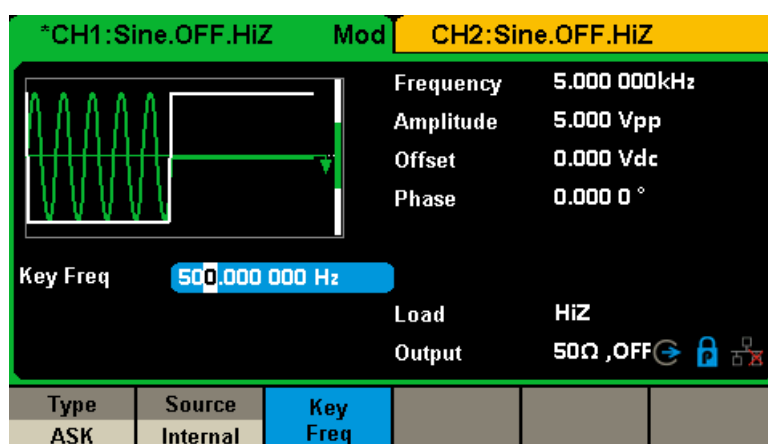 *CH1:Sine.OFF.HiZ Mod
CH2:Sine.OFF.HiZ
Frequency 5.000 000kHz
Amplitude 5.000 Vpp
Offset 0.000 Vdc
Phase 0.000 0 °
Key Freq 500.000 000 Hz
Load HiZ
Output 50Ω ,OFF
Type
ASK
Source
Internal
Key
Freq